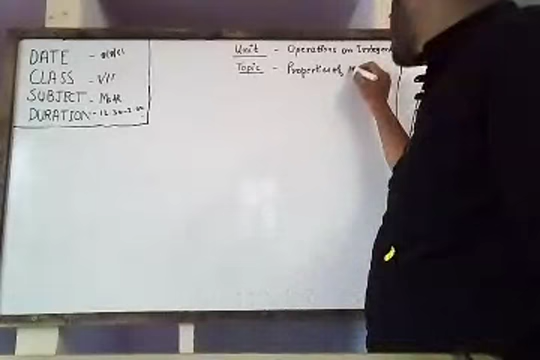 DATE -
CLASS - VII
SUBJECT - Math
DURATION -
Unit - Operations on Integers
Topic - Properties of